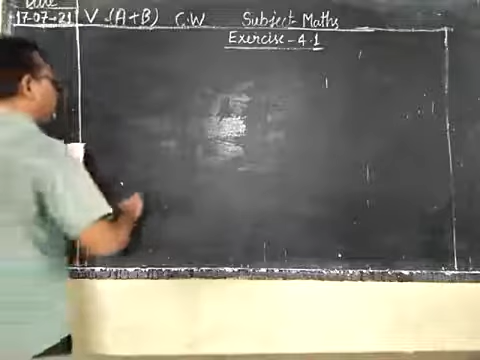 Date
17-07-21 V (A+B) C.W Subject Maths
Exercise-4.1